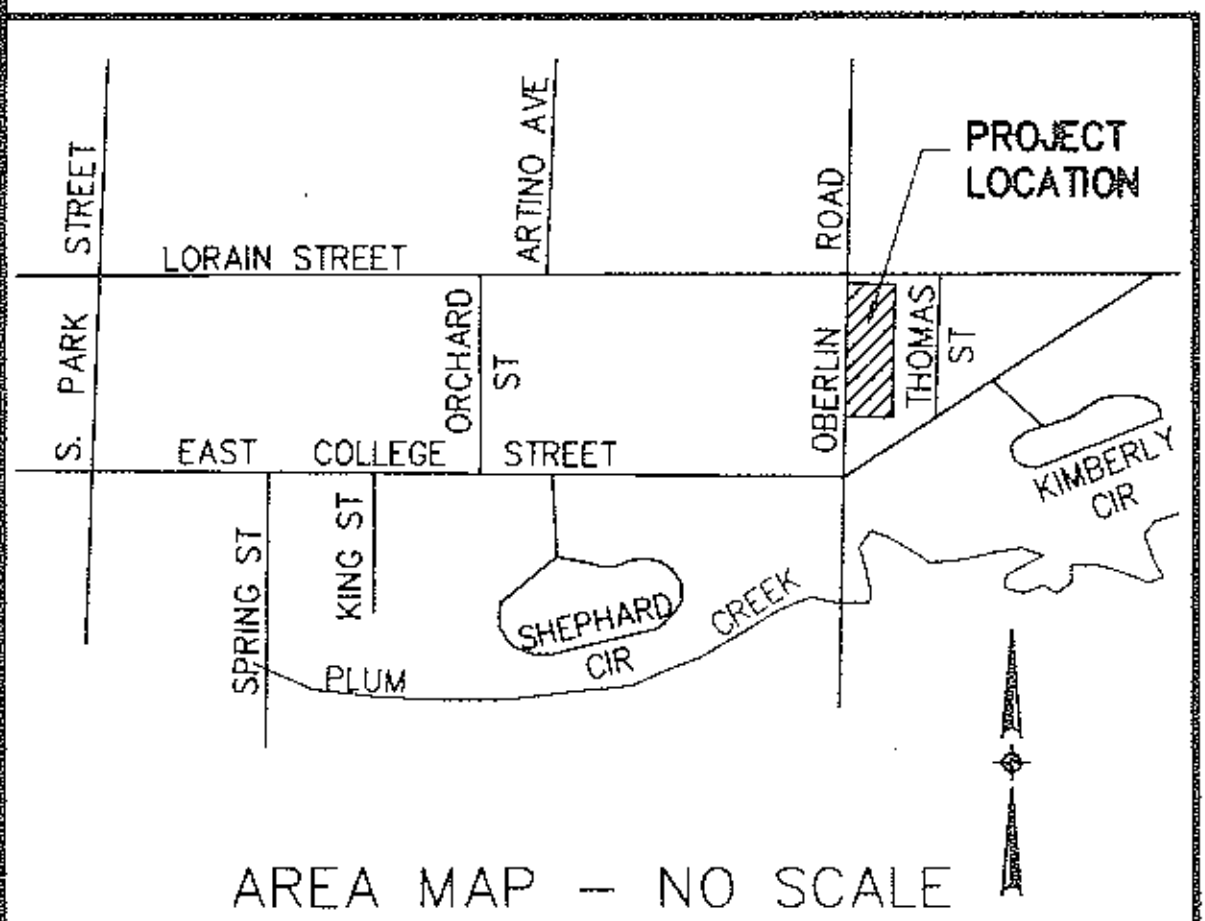 S. PARK STREET
LORAIN STREET
ARTINO AVE
OBERLIN ROAD
PROJECT
LOCATION
ORCHARD
ST
THOMAS
ST
EAST COLLEGE STREET
KIMBERLY
CIR
SPRING ST
KING ST
SHEPHARD
CIR
PLUM CREEK
AREA MAP – NO SCALE